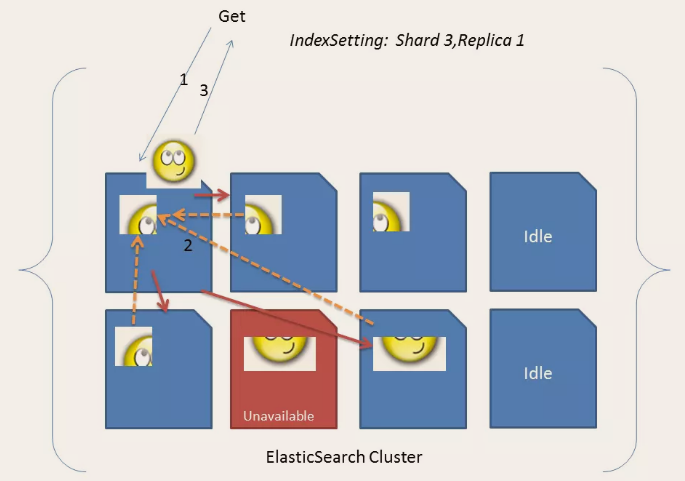 Get
IndexSetting: Shard 3,Replica 1
1
3
2
Idle
Unavailable
Idle
ElasticSearch Cluster